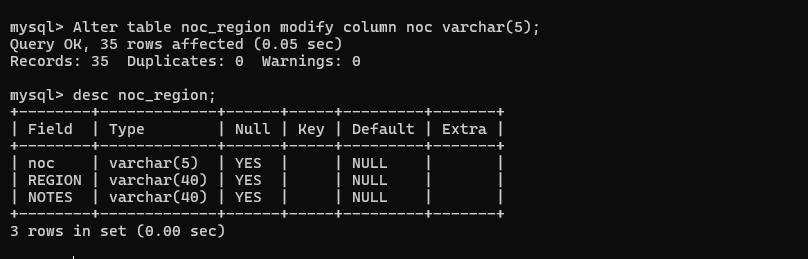 mysql> Alter table noc_region modify column noc varchar(5);
Query OK, 35 rows affected (0.05 sec)
Records: 35  Duplicates: 0  Warnings: 0

mysql> desc noc_region;
+--------+-------------+------+-----+---------+-------+
| Field  | Type        | Null | Key | Default | Extra |
+--------+-------------+------+-----+---------+-------+
| noc    | varchar(5)  | YES  |     | NULL    |       |
| REGION | varchar(40) | YES  |     | NULL    |       |
| NOTES  | varchar(40) | YES  |     | NULL    |       |
+--------+-------------+------+-----+---------+-------+
3 rows in set (0.00 sec)